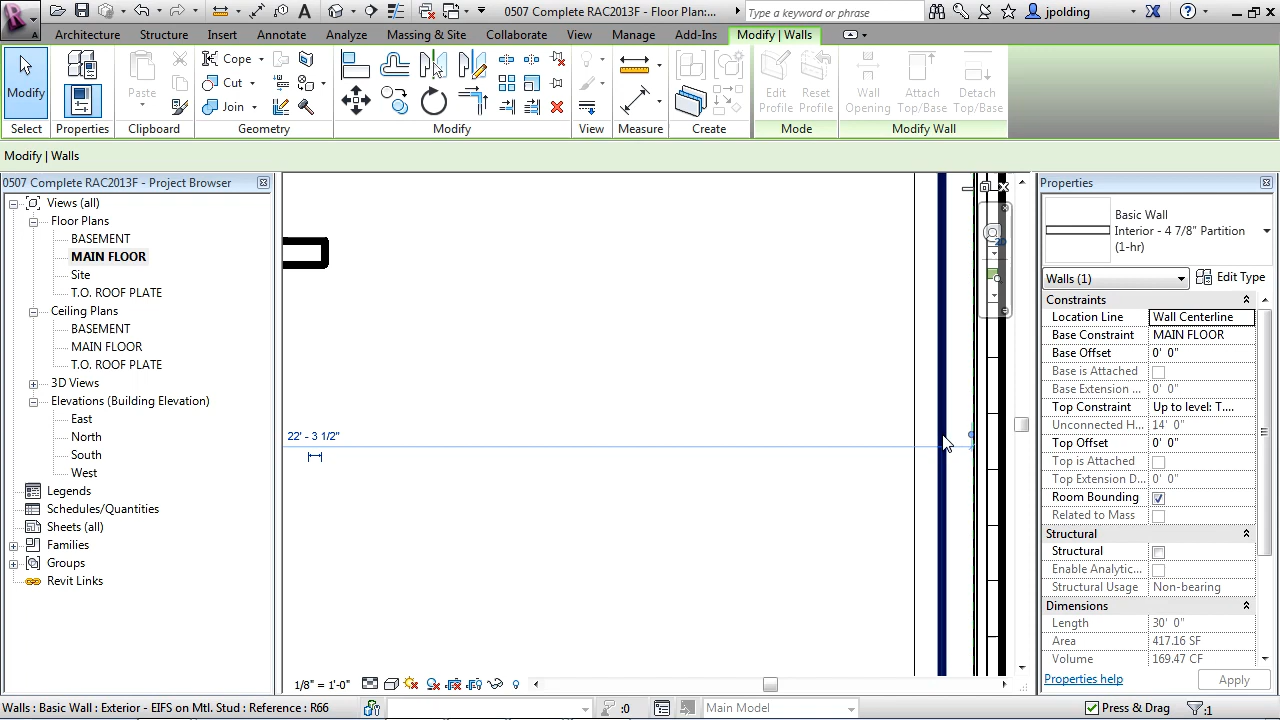 0507 Complete RAC2013F - Floor Plan:...
Type a keyword or phrase
jpolding
Architecture Structure Insert Annotate Analyze Massing & Site Collaborate View Manage Add-Ins Modify | Walls
Modify
Paste
Cope
Cut
Join
Edit
Profile
Reset
Profile
Wall
Opening
Attach
Top/Base
Detach
Top/Base
Select Properties Clipboard Geometry Modify View Measure Create Mode Modify Wall
Modify | Walls
0507 Complete RAC2013F - Project Browser
Views (all)
Floor Plans
BASEMENT
MAIN FLOOR
Site
T.O. ROOF PLATE
Ceiling Plans
BASEMENT
MAIN FLOOR
T.O. ROOF PLATE
3D Views
Elevations (Building Elevation)
East
North
South
West
Legends
Schedules/Quantities
Sheets (all)
Families
Groups
Revit Links
2D
22' - 3 1/2"
1/8" = 1'-0"
Properties
Basic Wall
Interior - 4 7/8" Partition
(1-hr)
Walls (1)
Edit Type
Constraints
Location Line Wall Centerline
Base Constraint MAIN FLOOR
Base Offset 0' 0"
Base is Attached
Base Extension ... 0' 0"
Top Constraint Up to level: T....
Unconnected H... 14' 0"
Top Offset 0' 0"
Top is Attached
Top Extension D... 0' 0"
Room Bounding
Related to Mass
Structural
Structural
Enable Analytic...
Structural Usage Non-bearing
Dimensions
Length 30' 0"
Area 417.16 SF
Volume 169.47 CF
Properties help
Apply
Walls : Basic Wall : Exterior - EIFS on Mtl. Stud : Reference : R66
:0
Main Model
Press & Drag
:1